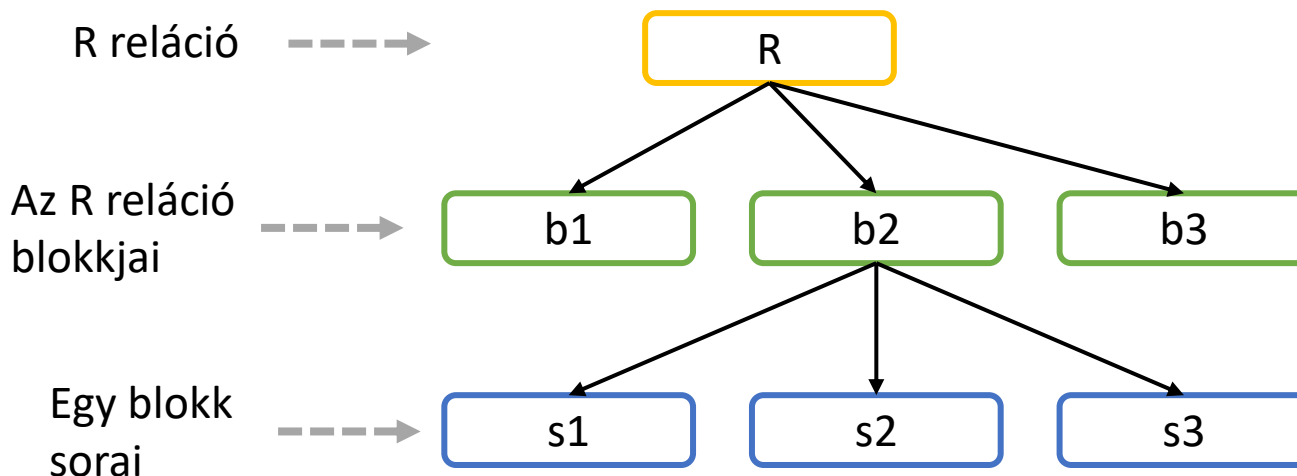 R reláció
R
Az R reláció
blokkjai
b1
b2
b3
Egy blokk
sorai
s1
s2
s3